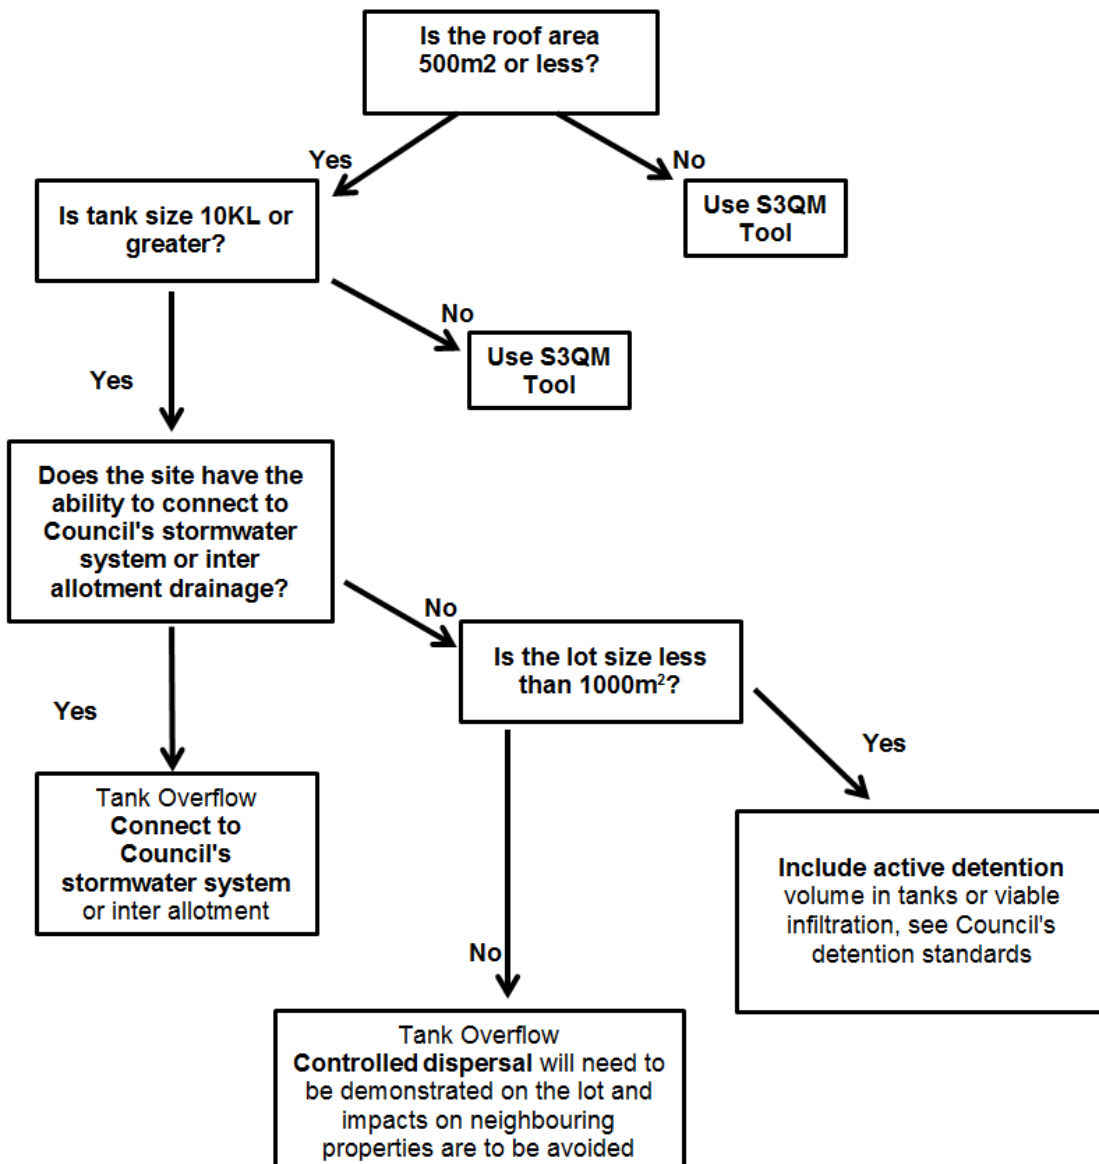 Is the roof area
500m2 or less?
Yes
No
Is tank size 10KL or
greater?
Use S3QM
Tool
No
Use S3QM
Tool
Yes
Does the site have the
ability to connect to
Council's stormwater
system or inter
allotment drainage?
No
Is the lot size less
than 1000m²?
Yes
Yes
Tank Overflow
Connect to
Council's
stormwater system
or inter allotment
Include active detention
volume in tanks or viable
infiltration, see Council's
detention standards
No
Tank Overflow
Controlled dispersal will need to
be demonstrated on the lot and
impacts on neighbouring
properties are to be avoided